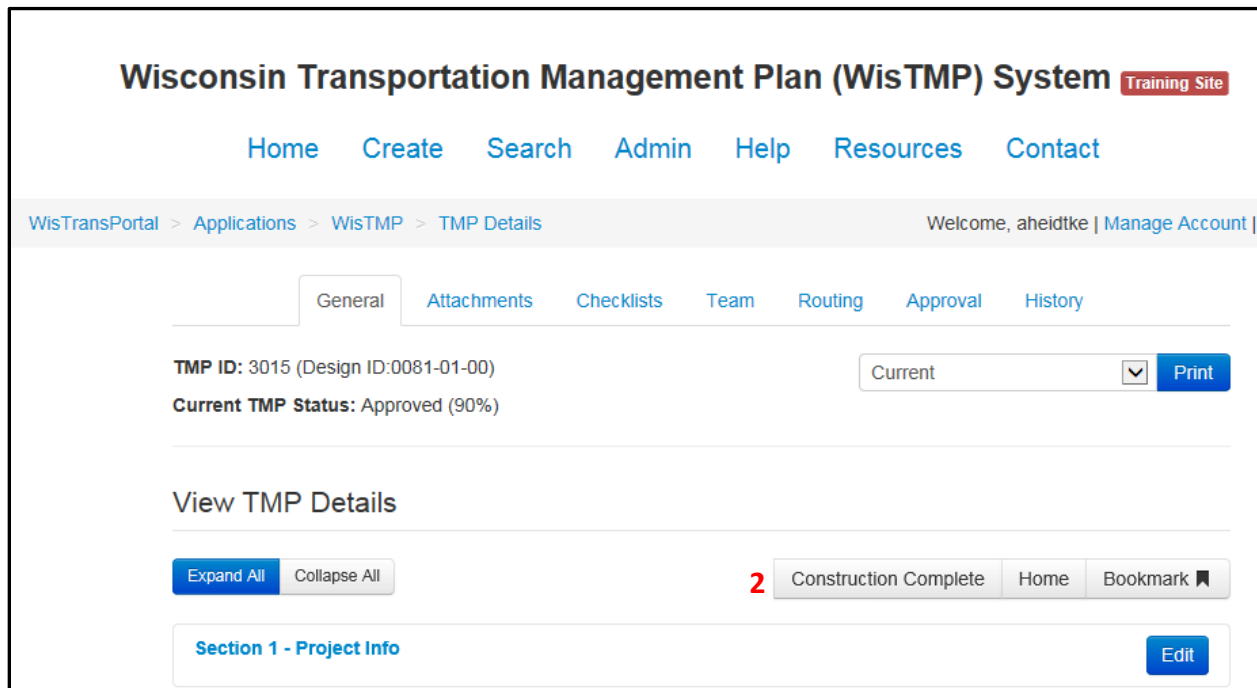 Wisconsin Transportation Management Plan (WisTMP) System Training Site
Home Create Search Admin Help Resources Contact
WisTransPortal > Applications > WisTMP > TMP Details Welcome, aheidtke | Manage Account |
General Attachments Checklists Team Routing Approval History
TMP ID: 3015 (Design ID:0081-01-00) Current Print
Current TMP Status: Approved (90%)
View TMP Details
Expand All Collapse All 2 Construction Complete Home Bookmark
Section 1 - Project Info Edit